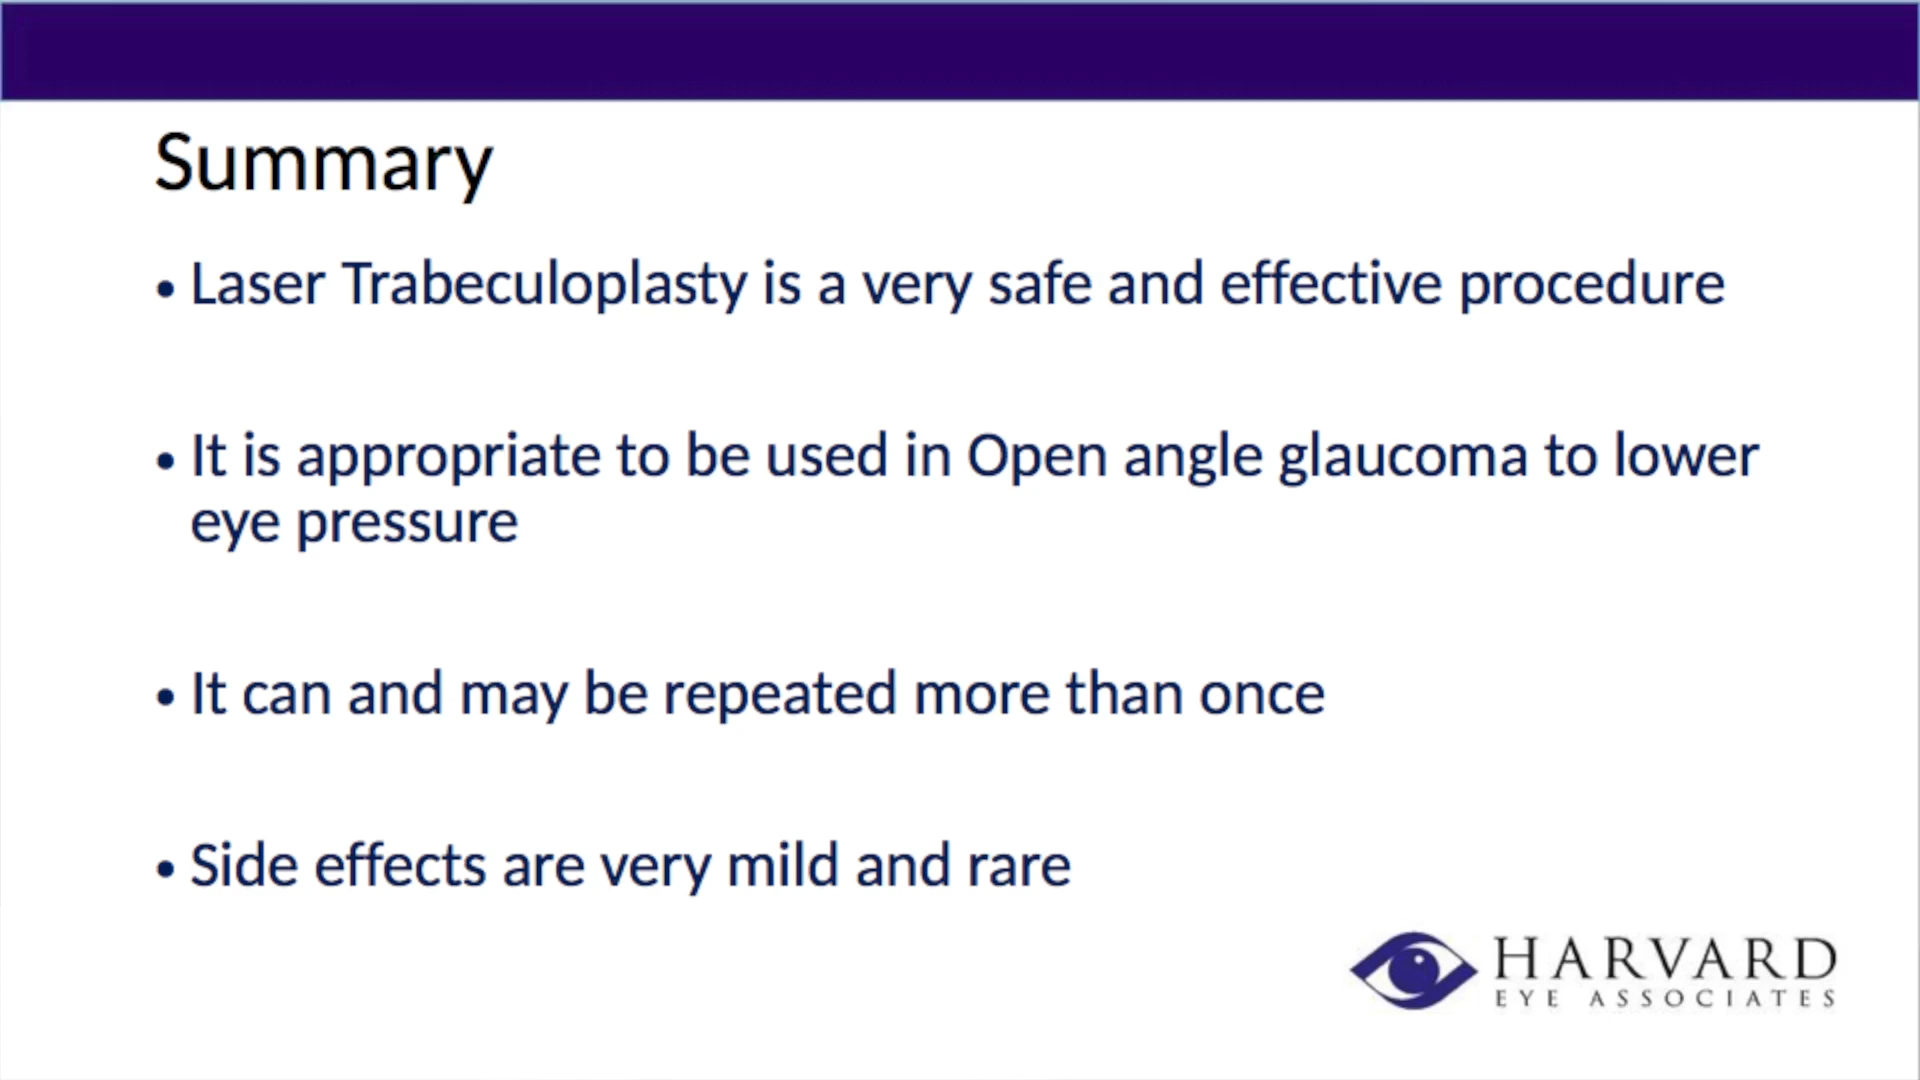 Summary
• Laser Trabeculoplasty is a very safe and effective procedure
• It is appropriate to be used in Open angle glaucoma to lower
eye pressure
• It can and may be repeated more than once
• Side effects are very mild and rare
HARVARD
EYE ASSOCIATES